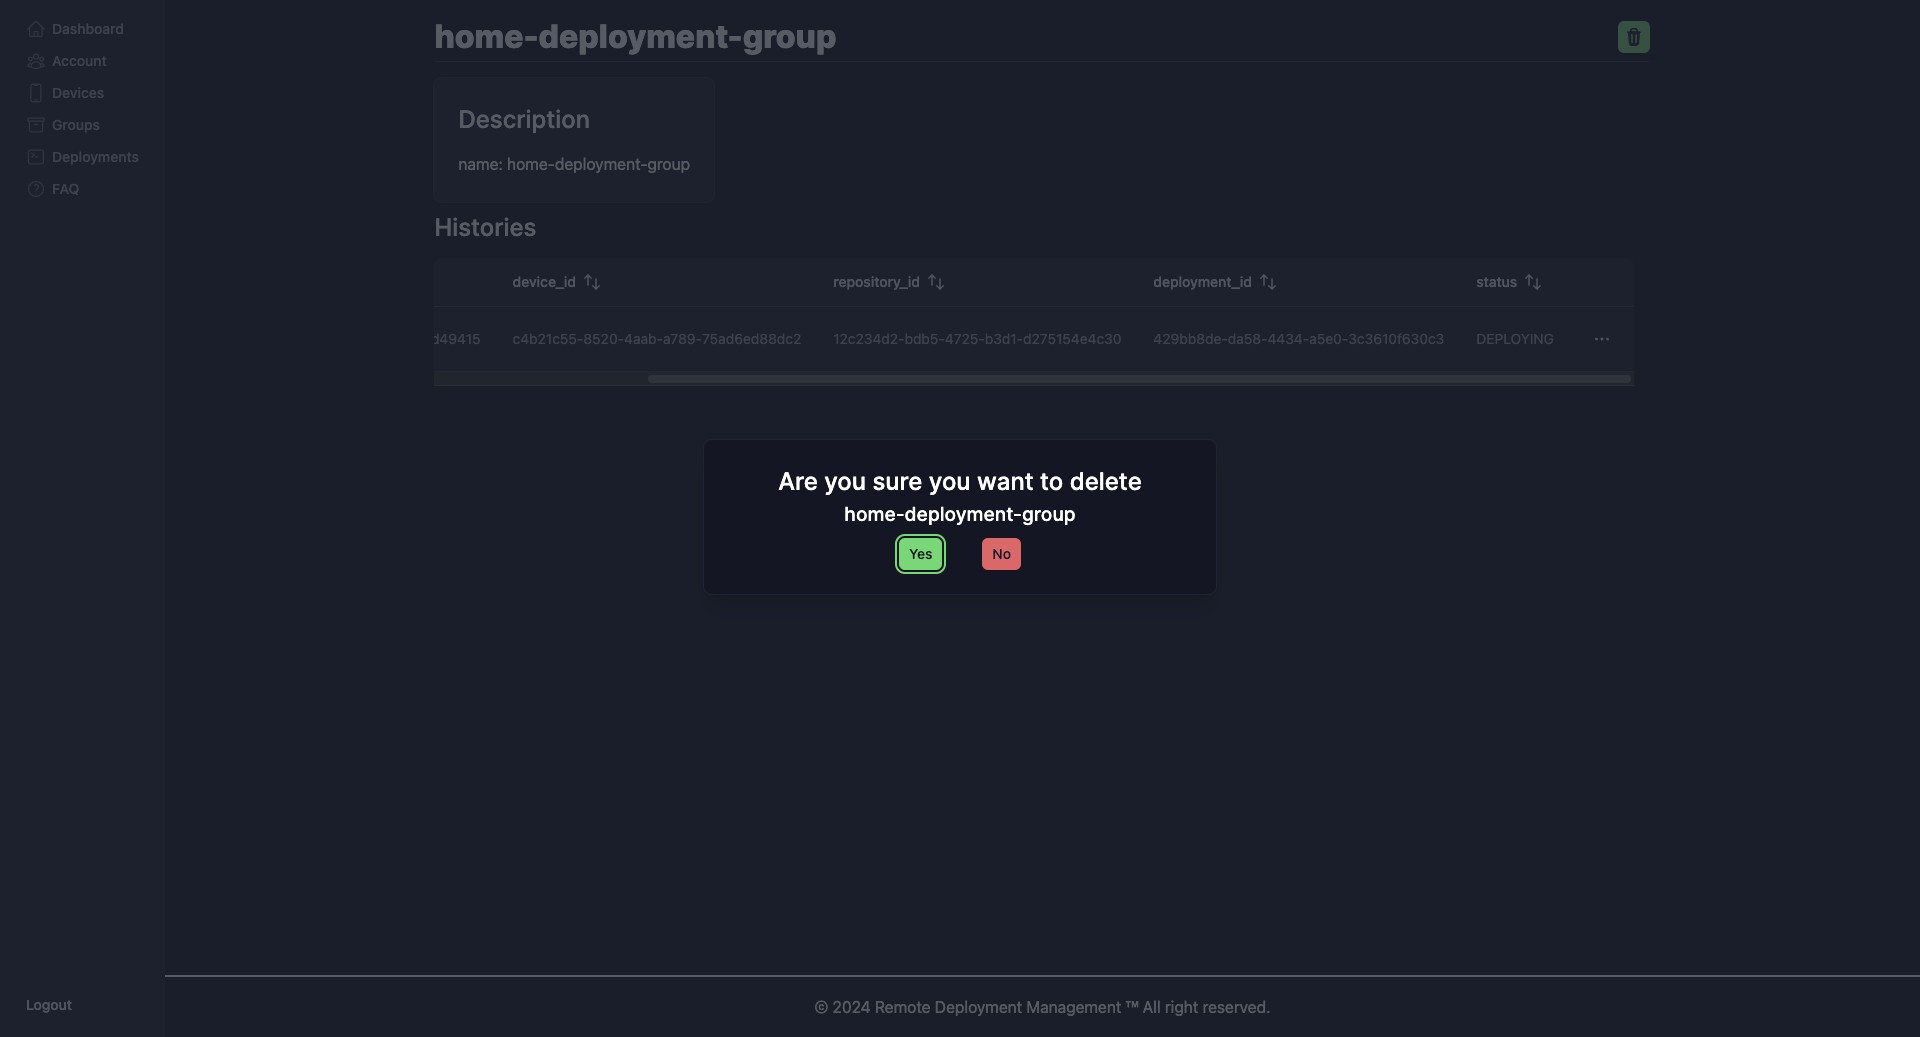 Dashboard
Account
Devices
Groups
Deployments
FAQ
Logout
home-deployment-group
Description
name: home-deployment-group
Histories
device_id repository_id deployment_id status
d49415 c4b21c55-8520-4aab-a789-75ad6ed88dc2 12c234d2-bdb5-4725-b3d1-d275154e4c30 429bb8de-da58-4434-a5e0-3c3610f630c3 DEPLOYING ···
Are you sure you want to delete
home-deployment-group
Yes No
© 2024 Remote Deployment Management ™ All right reserved.